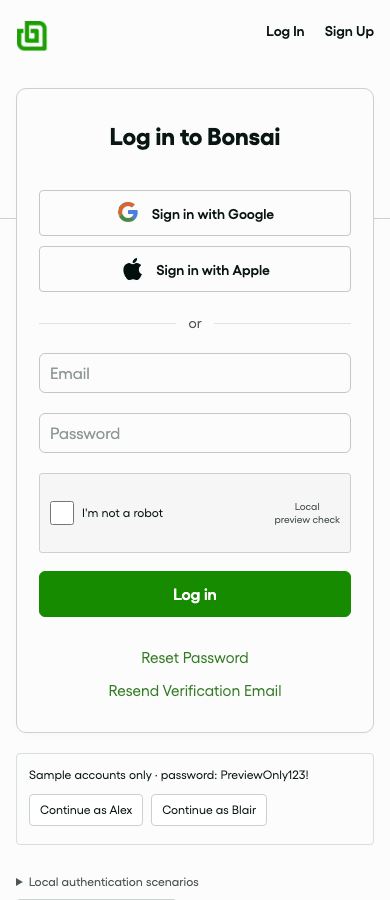 Log In Sign Up
Log in to Bonsai
Sign in with Google
Sign in with Apple
or
Email
Password
I'm not a robot
Local
preview check
Log in
Reset Password
Resend Verification Email
Sample accounts only · password: PreviewOnly123!
Continue as Alex Continue as Blair
Local authentication scenarios